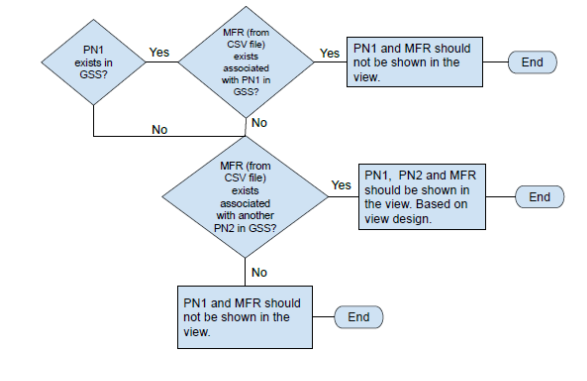 PN1
exists in
GSS?
Yes
MFR (from
CSV file)
exists
associated
with PN1 in
GSS?
Yes
PN1 and MFR should
not be shown in the
view.
End
No
No
MFR (from
CSV file)
exists
associated
with another
PN2 in GSS?
Yes
PN1, PN2 and MFR
should be shown in
the view. Based on
view design.
End
No
PN1 and MFR should
not be shown in the
view.
End